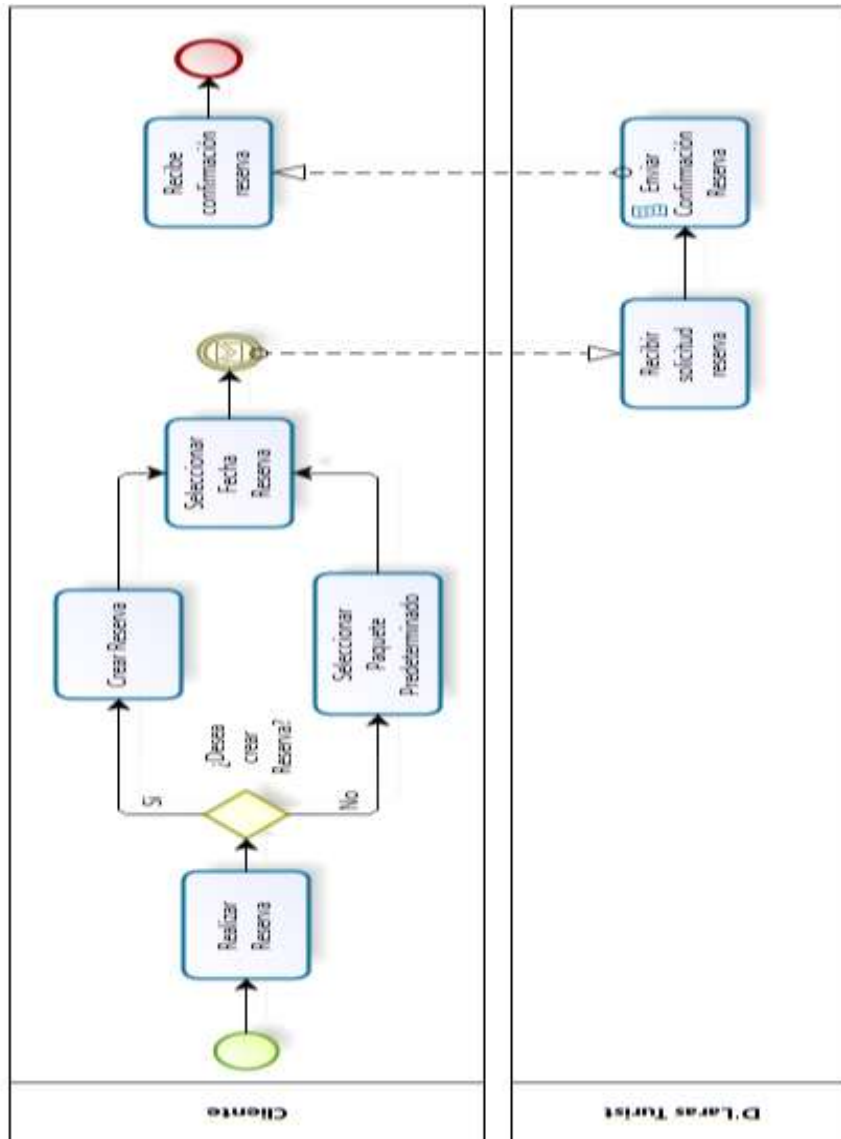 Cliente
Realizar
Reserva
¿Desea
crear
Reserva?
Si
No
Crear Reserva
Seleccionar
Paquete
Predeterminado
Seleccionar
Fecha
Reserva
Recibe
confirmación
reserva
D'Laras Turist
Recibir
solicitud
reserva
Enviar
Confirmación
Reserva